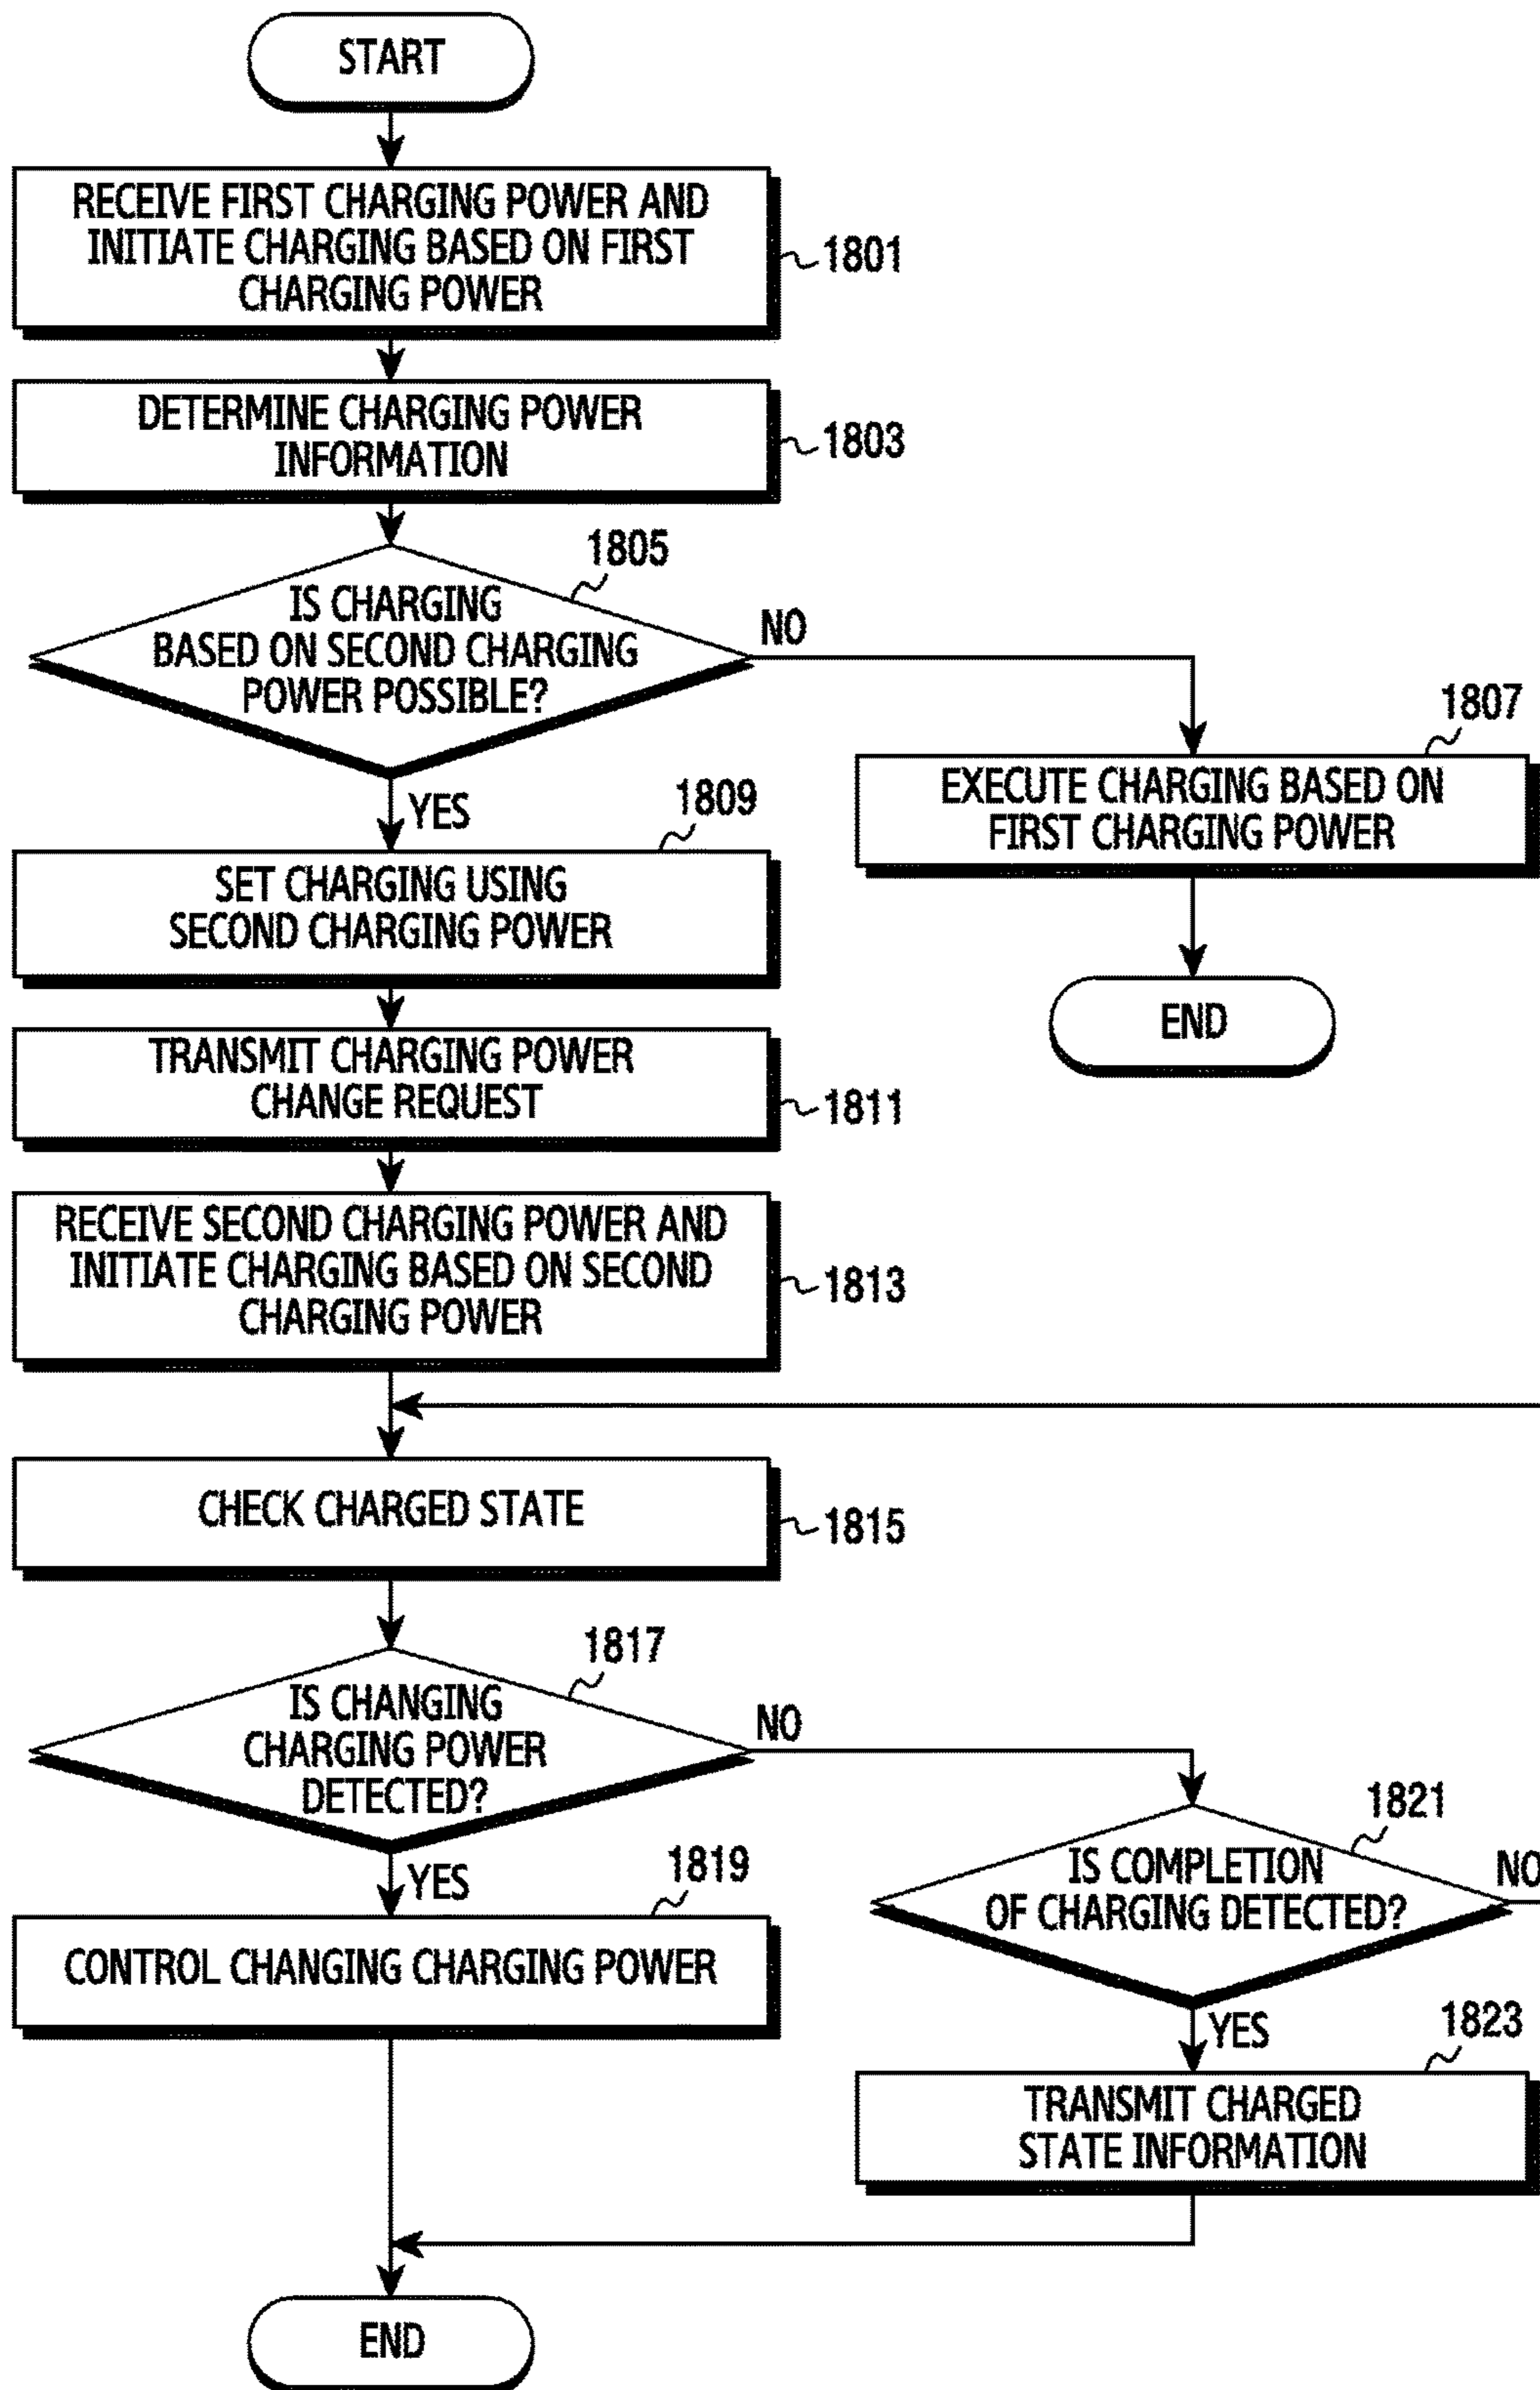 START
RECEIVE FIRST CHARGING POWER AND
INITIATE CHARGING BASED ON FIRST
CHARGING POWER
1801
DETERMINE CHARGING POWER
INFORMATION
1803
1805
IS CHARGING
BASED ON SECOND CHARGING
POWER POSSIBLE?
NO
YES
1807
EXECUTE CHARGING BASED ON
FIRST CHARGING POWER
END
1809
SET CHARGING USING
SECOND CHARGING POWER
TRANSMIT CHARGING POWER
CHANGE REQUEST
1811
RECEIVE SECOND CHARGING POWER AND
INITIATE CHARGING BASED ON SECOND
CHARGING POWER
1813
CHECK CHARGED STATE
1815
1817
IS CHANGING
CHARGING POWER
DETECTED?
NO
YES
1819
CONTROL CHANGING CHARGING POWER
1821
IS COMPLETION
OF CHARGING DETECTED?
NO
YES
1823
TRANSMIT CHARGED
STATE INFORMATION
END